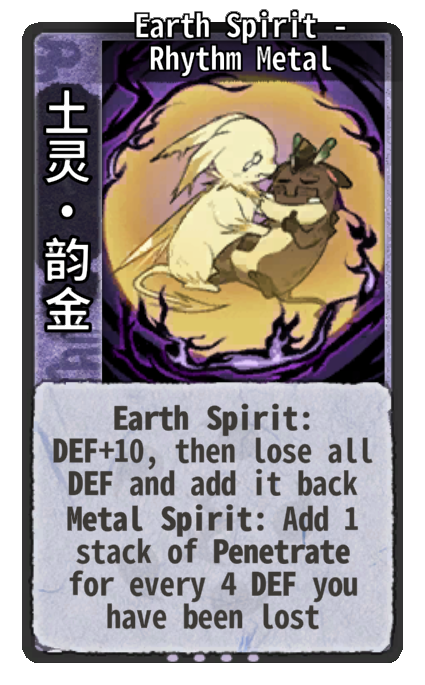 Earth Spirit -
Rhythm Metal
土灵·韵金
Earth Spirit:
DEF+10, then lose all
DEF and add it back
Metal Spirit: Add 1
stack of Penetrate
for every 4 DEF you
have been lost